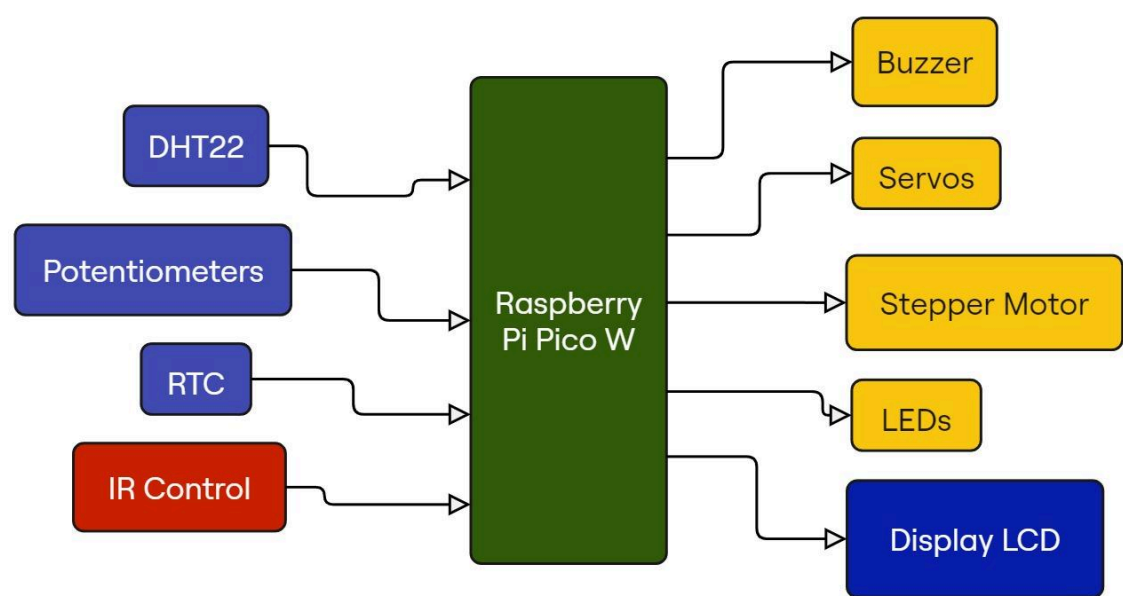 DHT22
Potentiometers
RTC
IR Control
Raspberry
Pi Pico W
Buzzer
Servos
Stepper Motor
LEDs
Display LCD